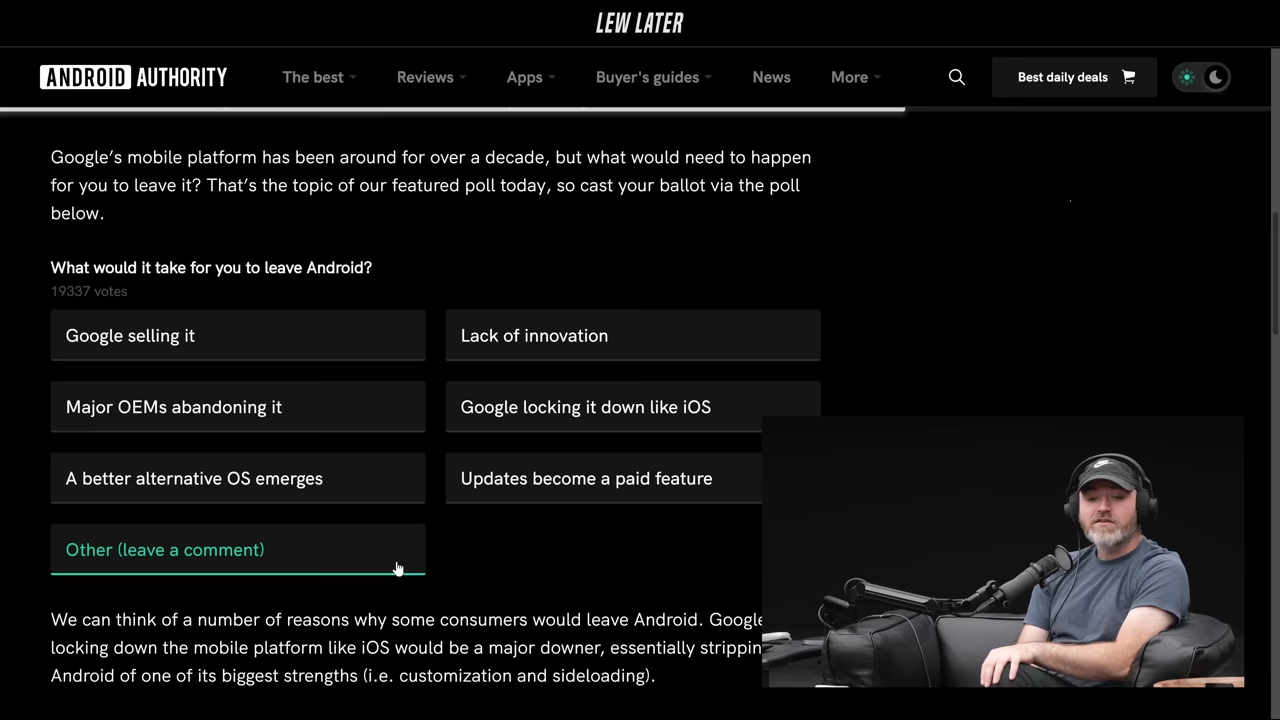 LEW LATER
ANDROID AUTHORITY
The best
Reviews
Apps
Buyer's guides
News
More
Best daily deals
Google’s mobile platform has been around for over a decade, but what would need to happen
for you to leave it? That’s the topic of our featured poll today, so cast your ballot via the poll
below.
What would it take for you to leave Android?
19337 votes
Google selling it
Lack of innovation
Major OEMs abandoning it
Google locking it down like iOS
A better alternative OS emerges
Updates become a paid feature
Other (leave a comment)
We can think of a number of reasons why some consumers would leave Android. Google
locking down the mobile platform like iOS would be a major downer, essentially strippin
Android of one of its biggest strengths (i.e. customization and sideloading).